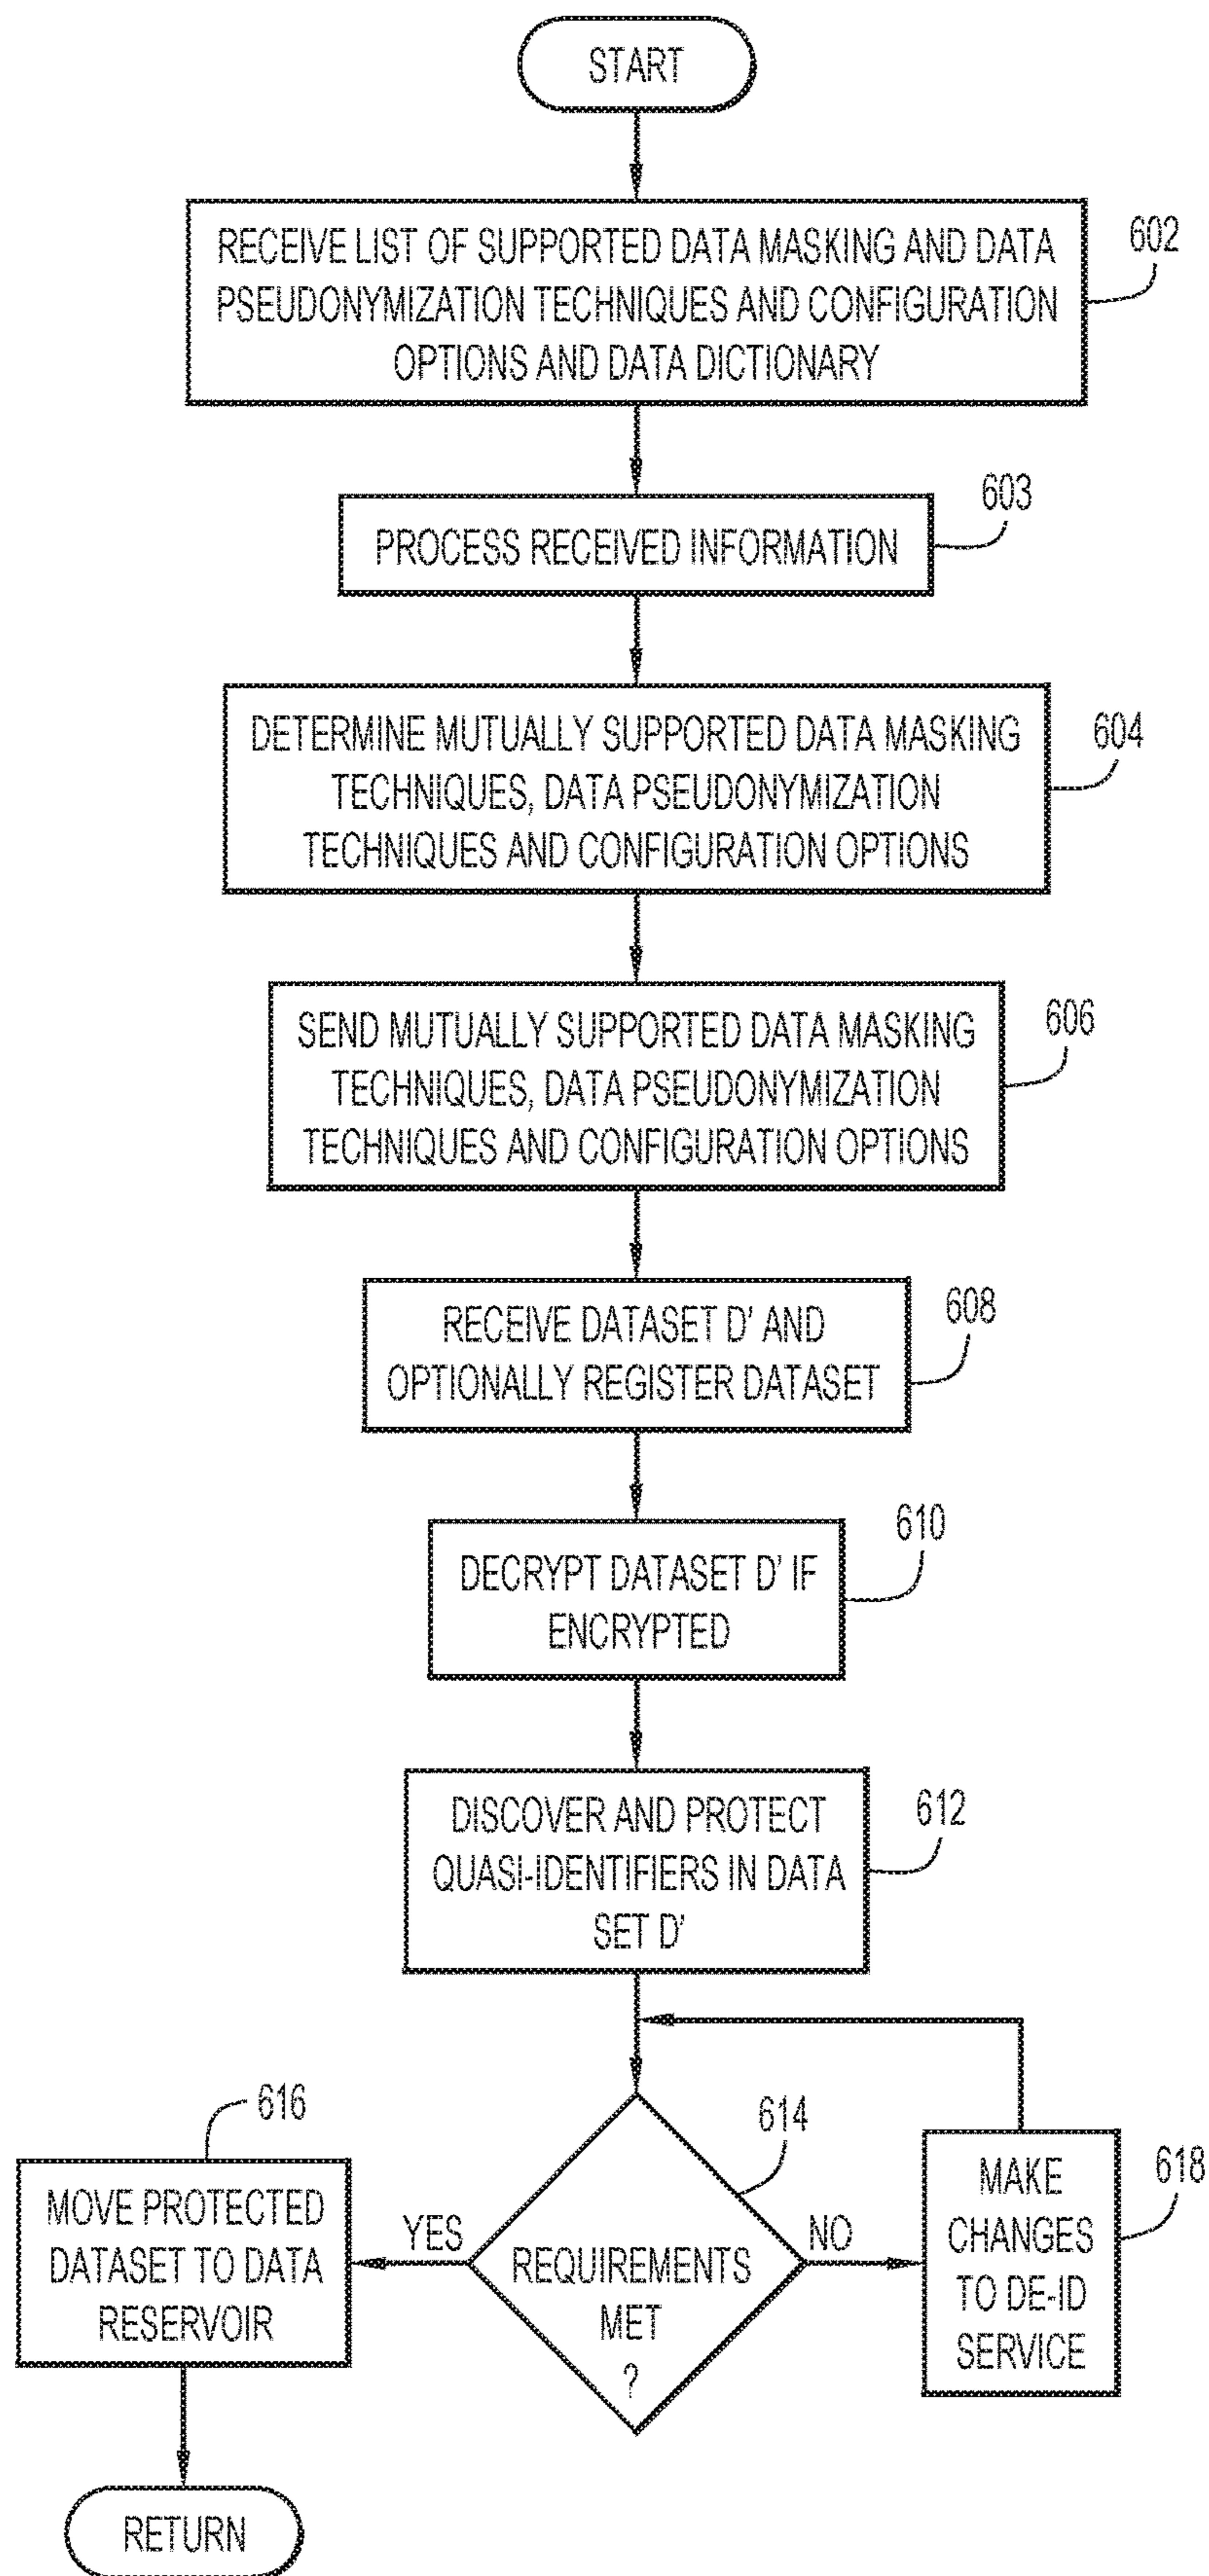 START
RECEIVE LIST OF SUPPORTED DATA MASKING AND DATA
PSEUDONYMIZATION TECHNIQUES AND CONFIGURATION
OPTIONS AND DATA DICTIONARY
602
PROCESS RECEIVED INFORMATION
603
DETERMINE MUTUALLY SUPPORTED DATA MASKING
TECHNIQUES, DATA PSEUDONYMIZATION
TECHNIQUES AND CONFIGURATION OPTIONS
604
SEND MUTUALLY SUPPORTED DATA MASKING
TECHNIQUES, DATA PSEUDONYMIZATION
TECHNIQUES AND CONFIGURATION OPTIONS
606
RECEIVE DATASET D' AND
OPTIONALLY REGISTER DATASET
608
DECRYPT DATASET D' IF
ENCRYPTED
610
DISCOVER AND PROTECT
QUASI-IDENTIFIERS IN DATA
SET D'
612
REQUIREMENTS
MET
?
614
YES
NO
MOVE PROTECTED
DATASET TO DATA
RESERVOIR
616
MAKE
CHANGES
TO DE-ID
SERVICE
618
RETURN